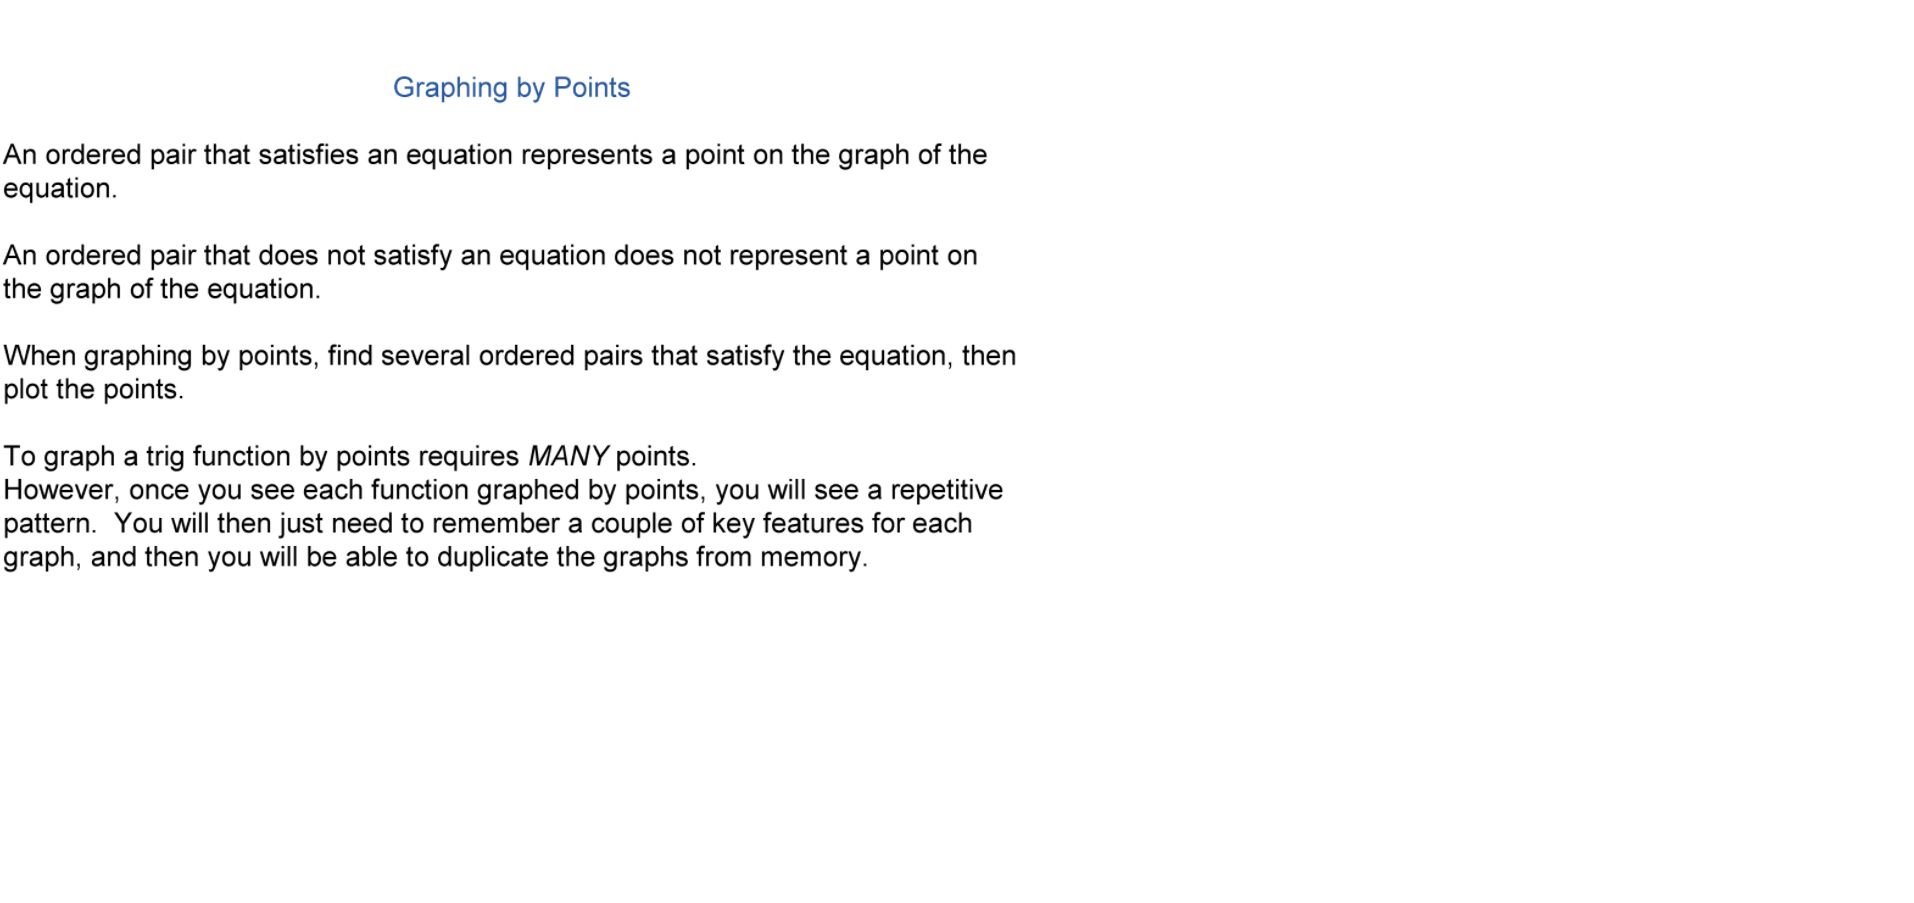 Graphing by Points
An ordered pair that satisfies an equation represents a point on the graph of the
equation.
An ordered pair that does not satisfy an equation does not represent a point on
the graph of the equation.
When graphing by points, find several ordered pairs that satisfy the equation, then
plot the points.
To graph a trig function by points requires MANY points.
However, once you see each function graphed by points, you will see a repetitive
pattern.  You will then just need to remember a couple of key features for each
graph, and then you will be able to duplicate the graphs from memory.